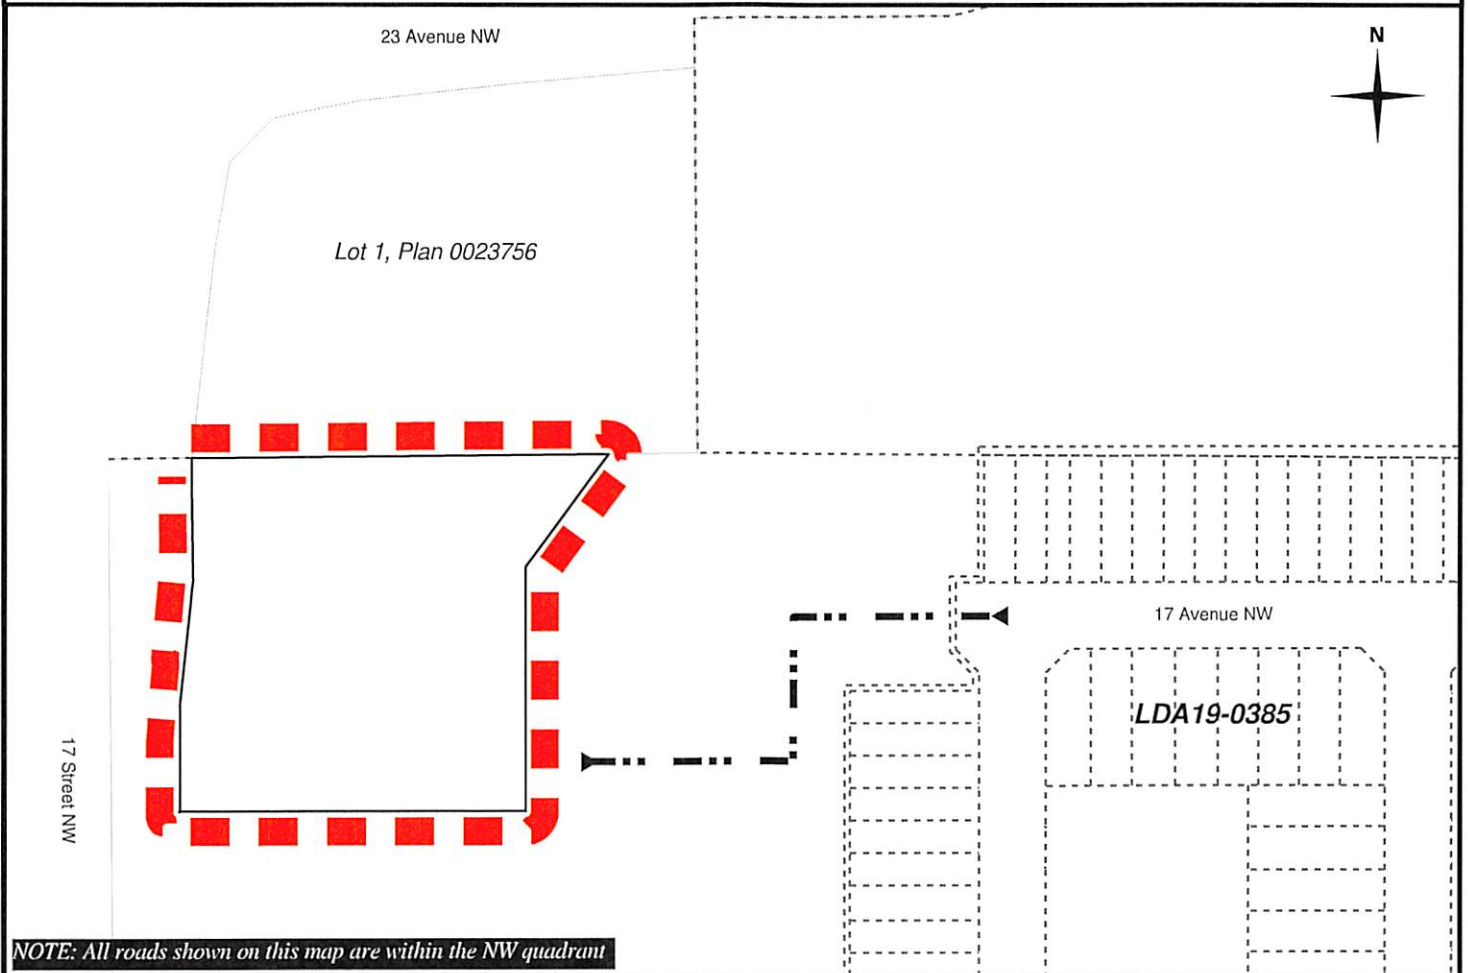 23 Avenue NW
N
Lot 1, Plan 0023756
17 Avenue NW
LDA19-0385
17 Street NW
NOTE: All roads shown on this map are within the NW quadrant